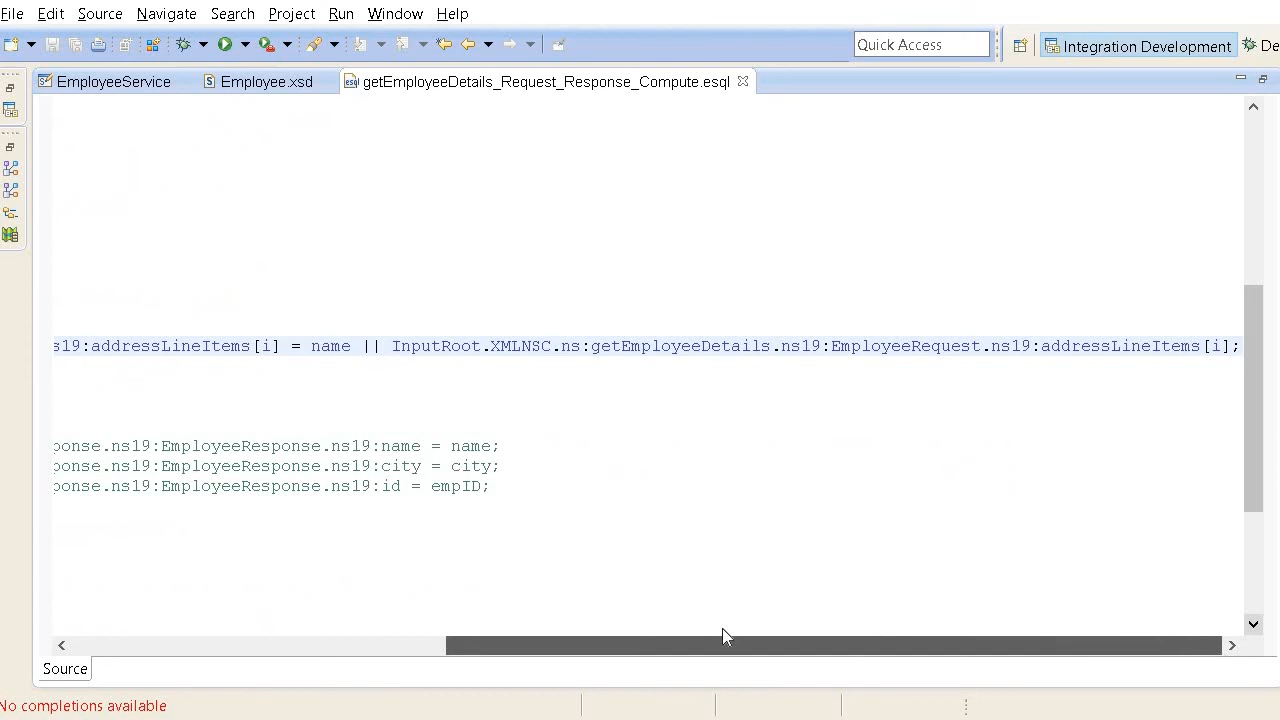 File Edit Source Navigate Search Project Run Window Help
Quick Access
Integration Development
De
EmployeeService
Employee.xsd
getEmployeeDetails_Request_Response_Compute.esql
s19:addressLineItems[i] = name || InputRoot.XMLNSC.ns:getEmployeeDetails.ns19:EmployeeRequest.ns19:addressLineItems[i];
ponse.ns19:EmployeeResponse.ns19:name = name;
ponse.ns19:EmployeeResponse.ns19:city = city;
ponse.ns19:EmployeeResponse.ns19:id = empID;
Source
No completions available